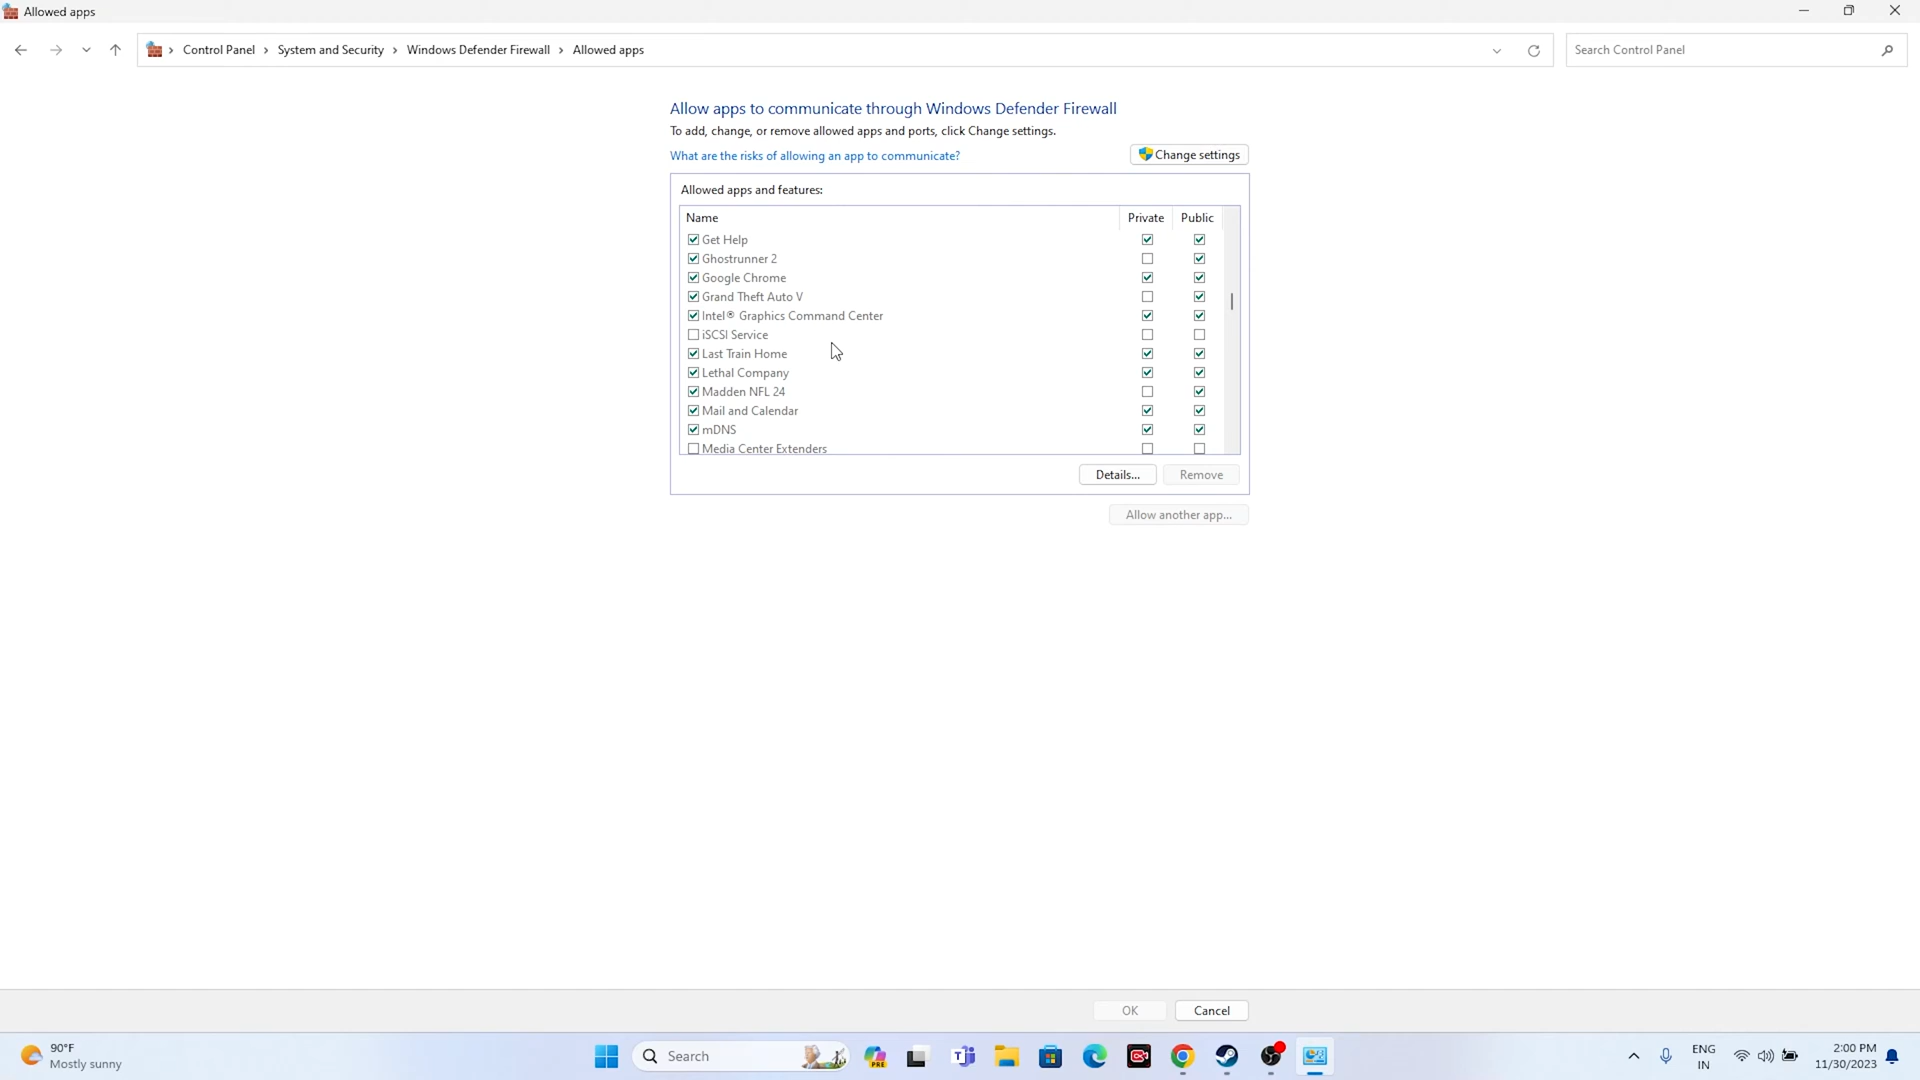 Allowed apps
Control Panel > System and Security > Windows Defender Firewall > Allowed apps
Search Control Panel
Allow apps to communicate through Windows Defender Firewall
To add, change, or remove allowed apps and ports, click Change settings.
What are the risks of allowing an app to communicate?
Change settings
Allowed apps and features:
Name Private Public
Get Help
Ghostrunner 2
Google Chrome
Grand Theft Auto V
Intel® Graphics Command Center
iSCSI Service
Last Train Home
Lethal Company
Madden NFL 24
Mail and Calendar
mDNS
Media Center Extenders
Details... Remove
Allow another app...
OK Cancel
90°F
Mostly sunny
Search
PRE
ENG
IN
2:00 PM
11/30/2023